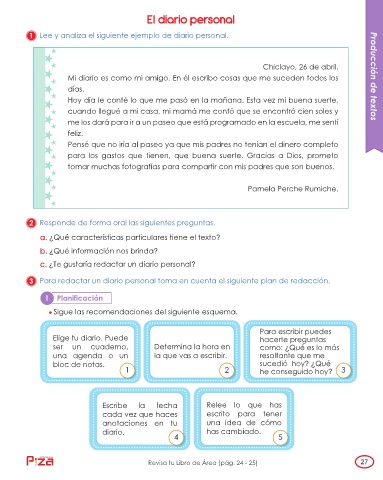 El diario personal
1 Lee y analiza el siguiente ejemplo de diario personal.
Chiclayo, 26 de abril.
Mi diario es como mi amigo. En él escribo cosas que me suceden todos los
días.
Hoy día le conté lo que me pasó en la mañana. Esta vez mi buena suerte,
cuando llegué a mi casa, mi mamá me contó que se encontró cien soles y
me los dará para ir a un paseo que está programado en la escuela, me sentí
feliz.
Pensé que no iría al paseo ya que mis padres no tenían el dinero completo
para los gastos que tienen, que buena suerte. Gracias a Dios, prometo
tomar muchas fotografías para compartir con mis padres que son buenos.
Pamela Perche Rumiche.
Producción de textos
2 Responde de forma oral las siguientes preguntas.
a. ¿Qué características particulares tiene el texto?
b. ¿Qué información nos brinda?
c. ¿Te gustaría redactar un diario personal?
3 Para redactar un diario personal toma en cuenta el siguiente plan de redacción.
1 Planificación
• Sigue las recomendaciones del siguiente esquema.
Elige tu diario. Puede
ser un cuaderno,
una agenda o un
bloc de notas.
1
Determina la hora en
la que vas a escribir.
2
Para escribir puedes
hacerte preguntas
como: ¿Qué es lo más
resaltante que me
sucedió hoy? ¿Qué
he conseguido hoy?
3
Escribe la fecha
cada vez que haces
anotaciones en tu
diario.
4
Relee lo que has
escrito para tener
una idea de cómo
has cambiado.
5
Revisa tu Libro de Área (pág. 24 - 25)
27